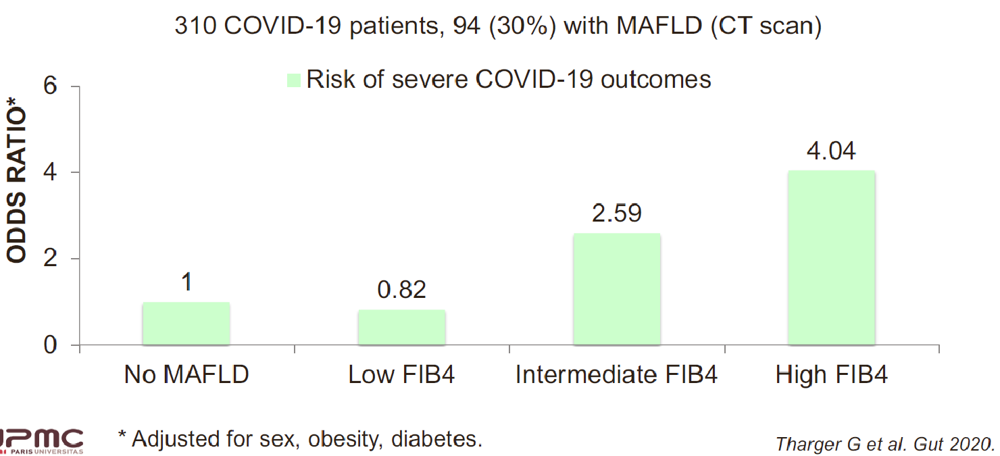 310 COVID-19 patients, 94 (30%) with MAFLD (CT scan)
Risk of severe COVID-19 outcomes
ODDS RATIO*
6
4
2
0
1
0.82
2.59
4.04
No MAFLD
Low FIB4
Intermediate FIB4
High FIB4
* Adjusted for sex, obesity, diabetes.
UPMC
PARISUNIVERSITAS
Tharger G et al. Gut 2020.